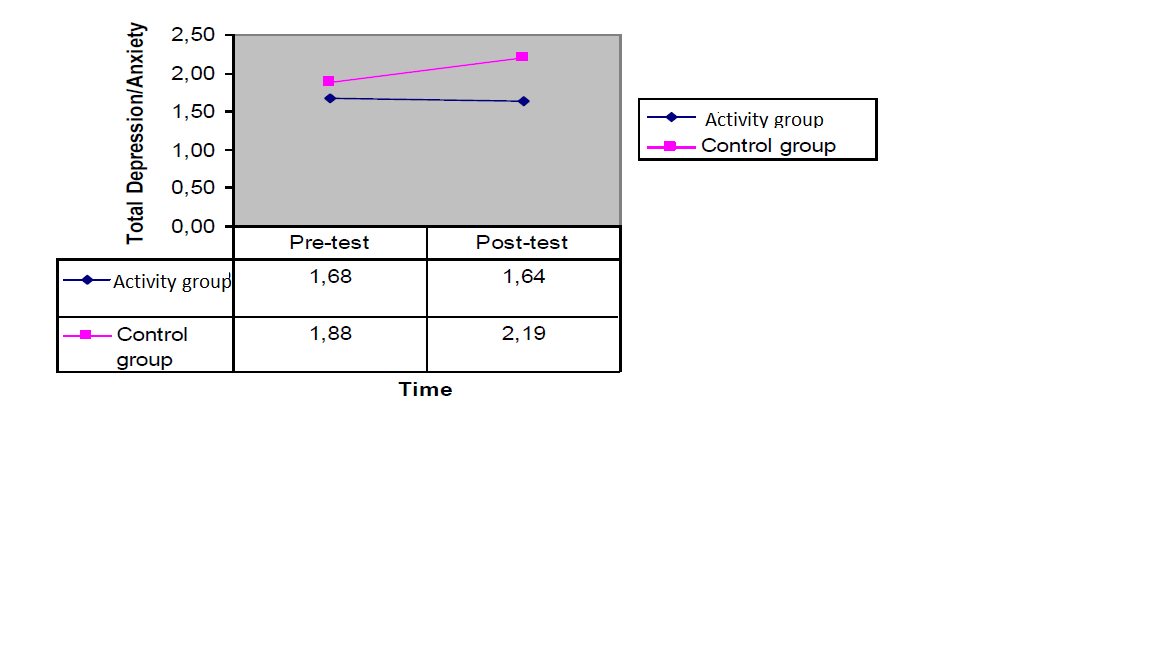 Total Depression/Anxiety
2,50
2,00
1,50
1,00
0,50
0,00
Activity group
Control group
Pre-test Post-test
Activity group 1,68 1,64
Control 1,88 2,19
group
Time